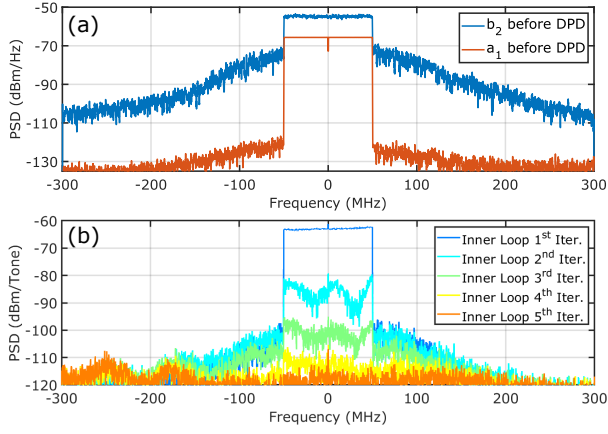 (a)
b₂ before DPD
a₁ before DPD
PSD (dBm/Hz)
-50
-70
-90
-110
-130
-300 -200 -100 0 100 200 300
Frequency (MHz)
(b)
Inner Loop 1ˢᵗ Iter.
Inner Loop 2ⁿᵈ Iter.
Inner Loop 3ʳᵈ Iter.
Inner Loop 4ᵗʰ Iter.
Inner Loop 5ᵗʰ Iter.
PSD (dBm/Tone)
-60
-70
-80
-90
-100
-110
-120
-300 -200 -100 0 100 200 300
Frequency (MHz)